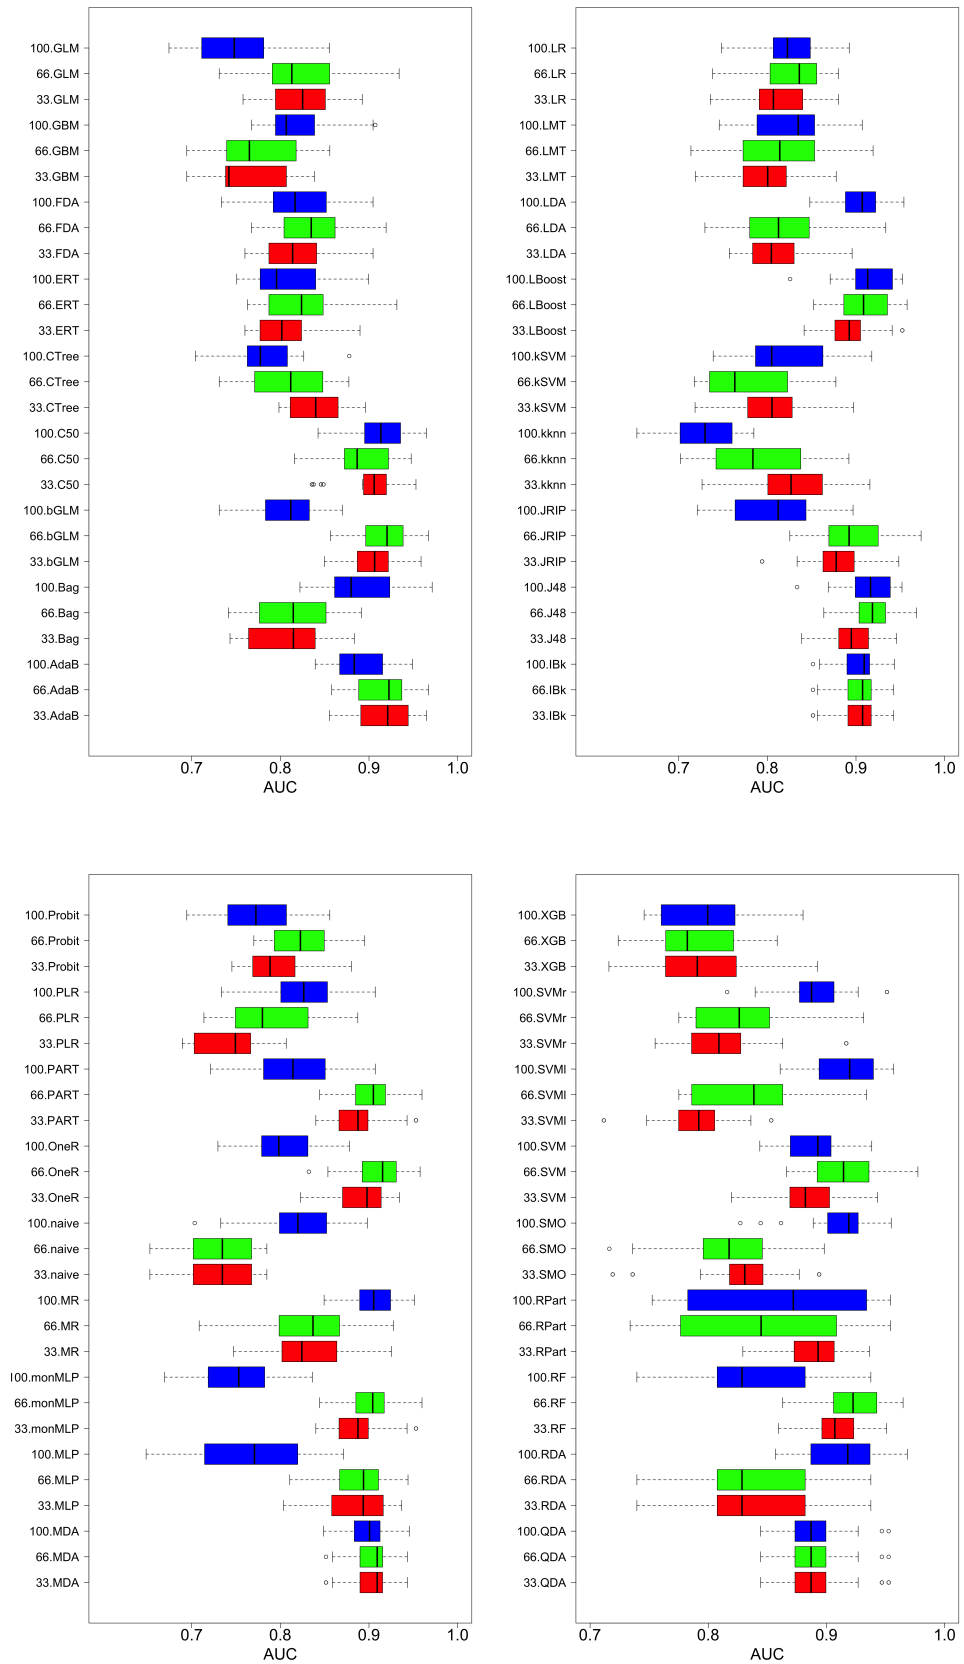 100.GLM
66.GLM
33.GLM
100.GBM
66.GBM
33.GBM
100.FDA
66.FDA
33.FDA
100.ERT
66.ERT
33.ERT
100.CTree
66.CTree
33.CTree
100.C50
66.C50
33.C50
100.bGLM
66.bGLM
33.bGLM
100.Bag
66.Bag
33.Bag
100.AdaB
66.AdaB
33.AdaB
0.7 0.8 0.9 1.0
AUC
100.LR
66.LR
33.LR
100.LMT
66.LMT
33.LMT
100.LDA
66.LDA
33.LDA
100.LBoost
66.LBoost
33.LBoost
100.kSVM
66.kSVM
33.kSVM
100.kknn
66.kknn
33.kknn
100.JRIP
66.JRIP
33.JRIP
100.J48
66.J48
33.J48
100.IBk
66.IBk
33.IBk
0.7 0.8 0.9 1.0
AUC
100.Probit
66.Probit
33.Probit
100.PLR
66.PLR
33.PLR
100.PART
66.PART
33.PART
100.OneR
66.OneR
33.OneR
100.naive
66.naive
33.naive
100.MR
66.MR
33.MR
100.monMLP
66.monMLP
33.monMLP
100.MLP
66.MLP
33.MLP
100.MDA
66.MDA
33.MDA
0.7 0.8 0.9 1.0
AUC
100.XGB
66.XGB
33.XGB
100.SVMr
66.SVMr
33.SVMr
100.SVMl
66.SVMl
33.SVMl
100.SVM
66.SVM
33.SVM
100.SMO
66.SMO
33.SMO
100.RPart
66.RPart
33.RPart
100.RF
66.RF
33.RF
100.RDA
66.RDA
33.RDA
100.QDA
66.QDA
33.QDA
0.7 0.8 0.9 1.0
AUC